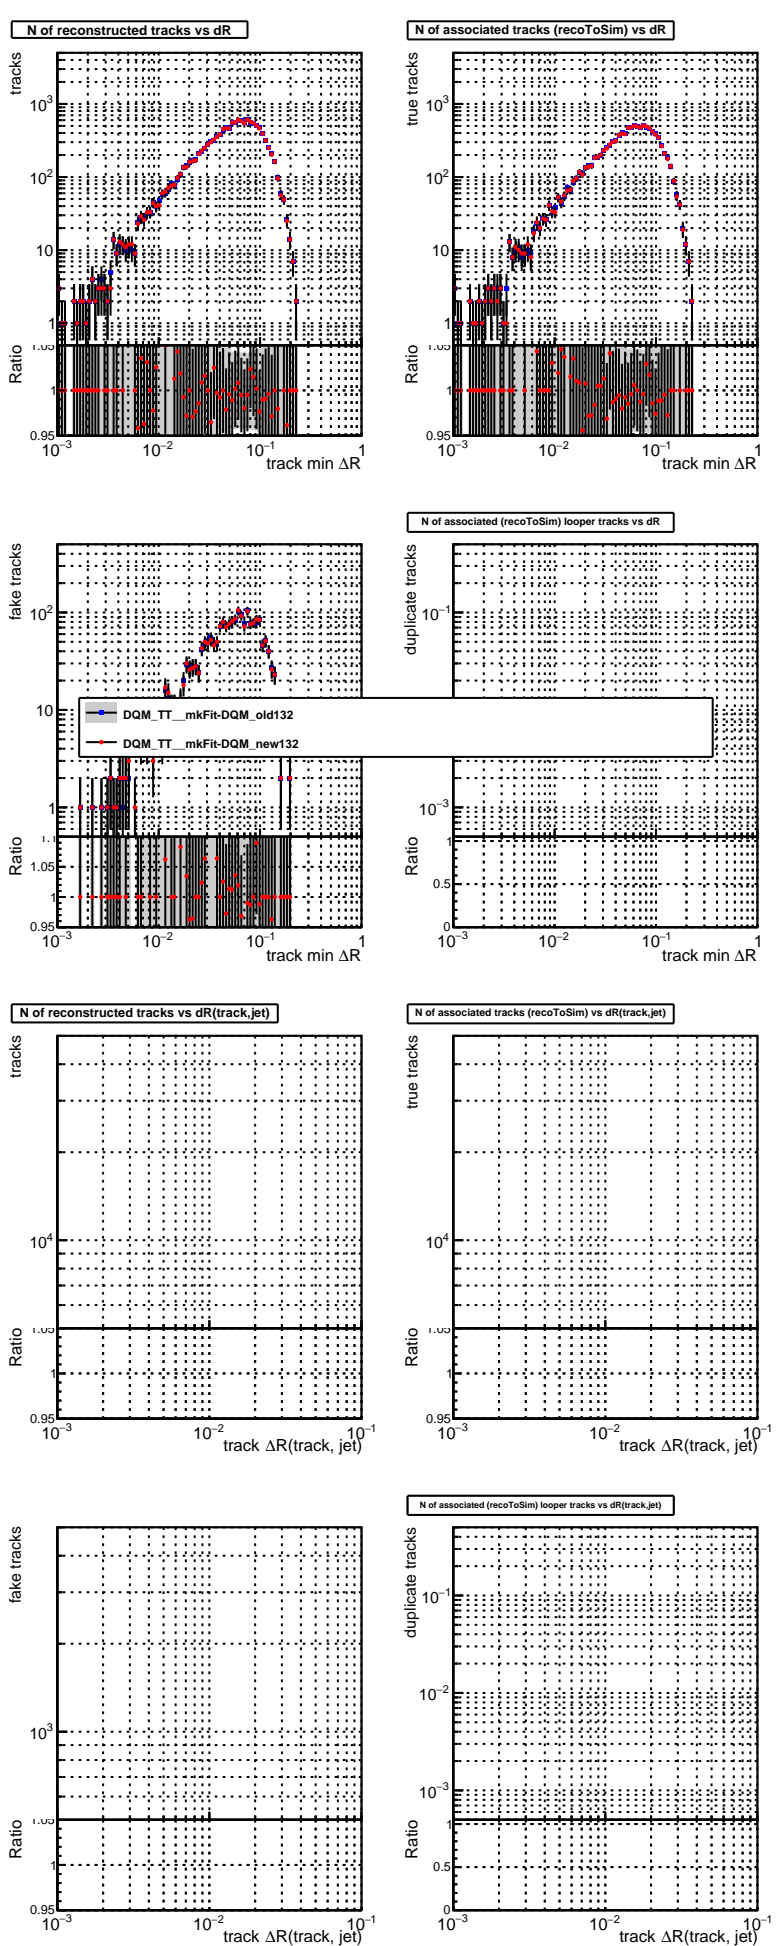 N of reconstructed tracks vs dR
tracks
10³
10²
10
1
Ratio
1.05
1
0.95
10⁻³ 10⁻² 10⁻¹ 1
track min ΔR
N of associated tracks (recoToSim) vs dR
true tracks
10³
10²
10
1
Ratio
1.05
1
0.95
10⁻³ 10⁻² 10⁻¹ 1
track min ΔR
fake tracks
10²
10
1
Ratio
1.1
1.05
1
0.95
10⁻³ 10⁻² 10⁻¹ 1
track min ΔR
N of associated (recoToSim) looper tracks vs dR
duplicate tracks
10⁻¹
10⁻³
Ratio
1
0.5
0
10⁻³ 10⁻² 10⁻¹ 1
track min ΔR
DQM_TT__mkFit-DQM_old132
DQM_TT__mkFit-DQM_new132
N of reconstructed tracks vs dR(track,jet)
tracks
10⁴
Ratio
1.05
1
0.95
10⁻³ 10⁻² 10⁻¹
track ΔR(track, jet)
N of associated tracks (recoToSim) vs dR(track,jet)
true tracks
10⁴
Ratio
1.05
1
0.95
10⁻³ 10⁻² 10⁻¹
track ΔR(track, jet)
fake tracks
10³
Ratio
1.05
1
0.95
10⁻³ 10⁻² 10⁻¹
track ΔR(track, jet)
N of associated (recoToSim) looper tracks vs dR(track,jet)
duplicate tracks
10⁻¹
10⁻²
10⁻³
Ratio
1
0.5
0
10⁻³ 10⁻² 10⁻¹
track ΔR(track, jet)